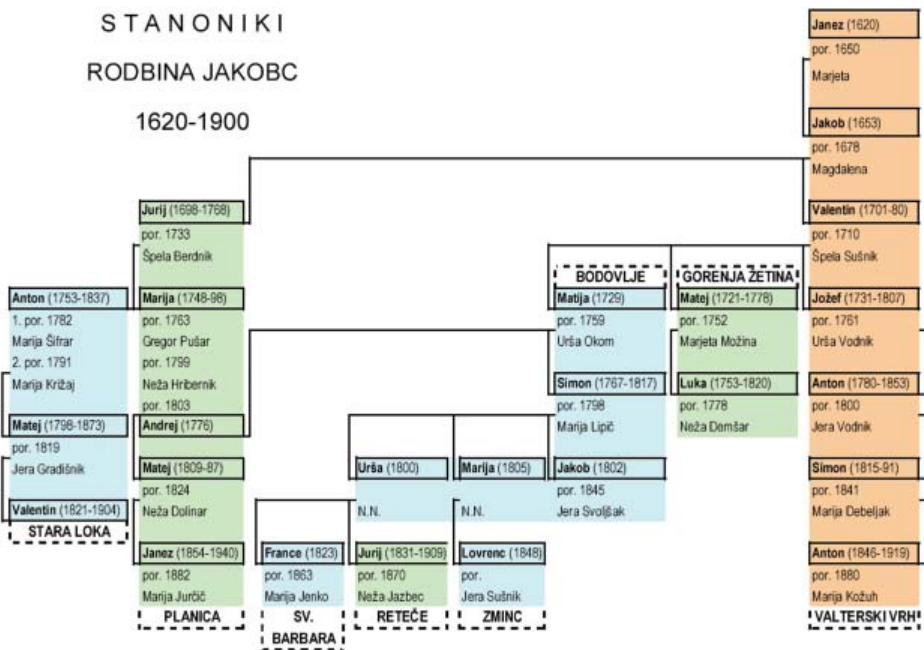 STANONIKI
RODBINA JAKOBC
1620-1900
Janez (1620)
por. 1650
Marjeta
Jakob (1653)
por. 1678
Magdalena
Valentin (1701-80)
por. 1710
Špela Sušnik
Jožef (1731-1807)
por. 1761
Urša Vodnik
Anton (1780-1853)
por. 1800
Jera Vodnik
Simon (1815-91)
por. 1841
Marija Debeljak
Anton (1846-1919)
por. 1880
Marija Kožuh
VALTERSKI VRH
Jurij (1698-1768)
por. 1733
Špela Berdnik
Marija (1748-98)
por. 1763
Gregor Pušar
por. 1799
Neža Hribernik
por. 1803
Andrej (1776)
Matej (1809-87)
por. 1824
Neža Dolinar
Janez (1854-1940)
por. 1882
Marija Jurčič
PLANICA
Anton (1753-1837)
1. por. 1782
Marija Šifrar
2. por. 1791
Marija Križaj
Matej (1798-1873)
por. 1819
Jera Gradišnik
Valentin (1821-1904)
STARA LOKA
BODOVLJE
Matija (1729)
por. 1759
Urša Okorn
Simon (1767-1817)
por. 1798
Marija Lipič
Jakob (1802)
por. 1845
Jera Svoljšak
GORENJA ŽETINA
Matej (1721-1778)
por. 1752
Marjeta Možina
Luka (1753-1820)
por. 1778
Neža Demšar
Urša (1800)
N.N.
Jurij (1831-1909)
por. 1870
Neža Jazbec
RETEČE
Marija (1805)
N.N.
Lovrenc (1848)
por.
Jera Sušnik
ZMINC
France (1823)
por. 1863
Marija Jenko
SV.
BARBARA